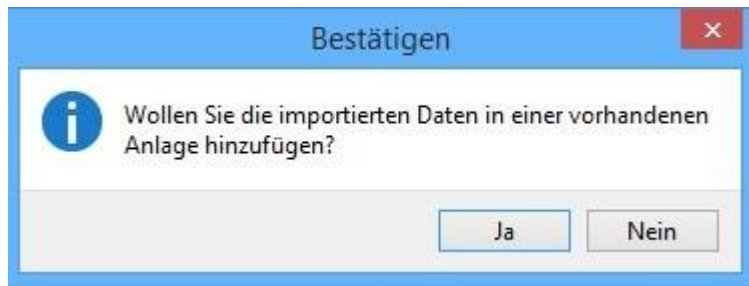 Bestätigen
Wollen Sie die importierten Daten in einer vorhandenen
Anlage hinzufügen?
Ja
Nein